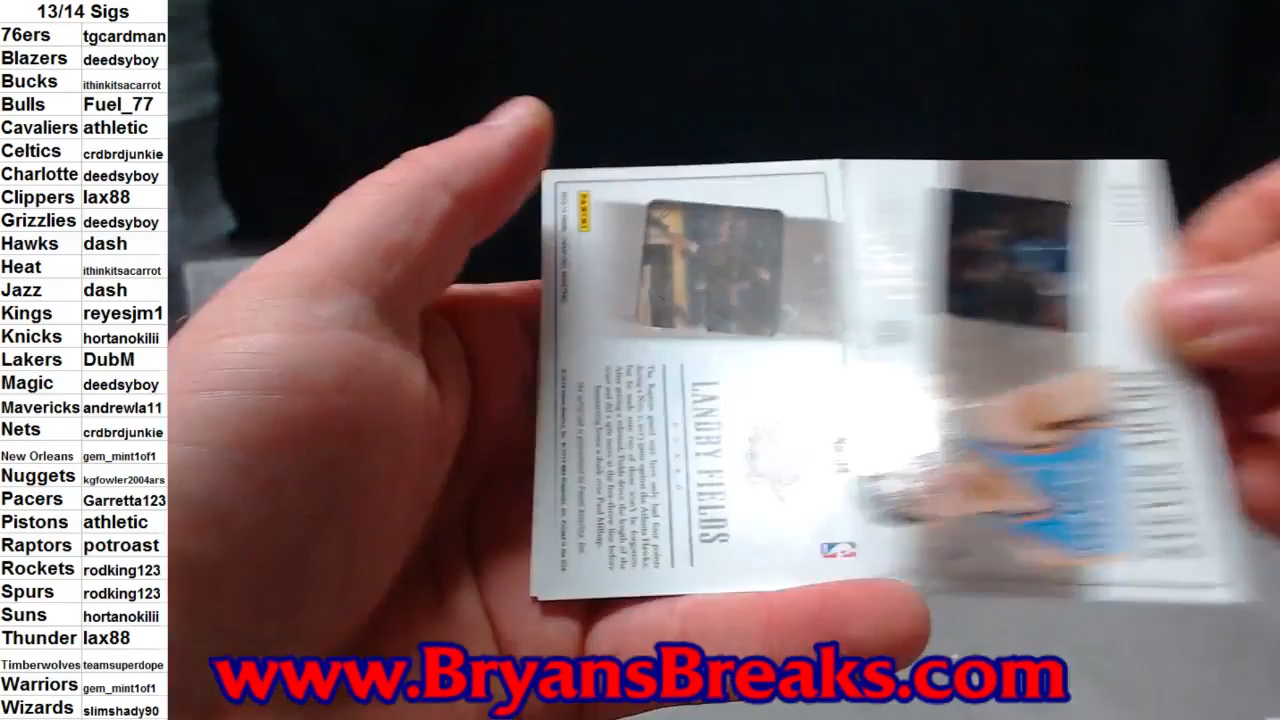 13/14 Sigs
76ers tgcardman
Blazers deedsyboy
Bucks ithinkitsacarrot
Bulls Fuel_77
Cavaliers athletic
Celtics crdbrdjunkie
Charlotte deedsyboy
Clippers lax88
Grizzlies deedsyboy
Hawks dash
Heat ithinkitsacarrot
Jazz dash
Kings reyesjm1
Knicks hortanokilii
Lakers DubM
Magic deedsyboy
Mavericks andrewla11
Nets crdbrdjunkie
New Orleans gem_mint1of1
Nuggets kgfowler2004ars
Pacers Garretta123
Pistons athletic
Raptors potroast
Rockets rodking123
Spurs rodking123
Suns hortanokilii
Thunder lax88
Timberwolves teamsuperdope
Warriors gem_mint1of1
Wizards slimshady90
PANINI
LANDRY FIELDS
www.BryansBreaks.com